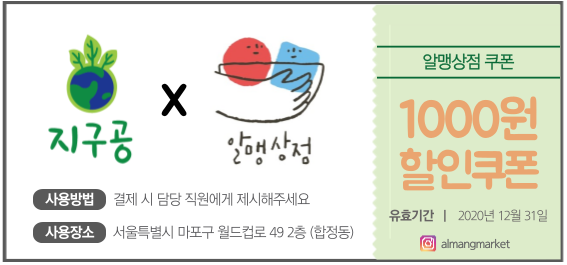 지구공
X
알맹상점
사용방법 결제 시 담당 직원에게 제시해주세요
사용장소 서울특별시 마포구 월드컵로 49 2층 (합정동)
알맹상점 쿠폰
1000원
할인쿠폰
유효기간 | 2020년 12월 31일
almangmarket